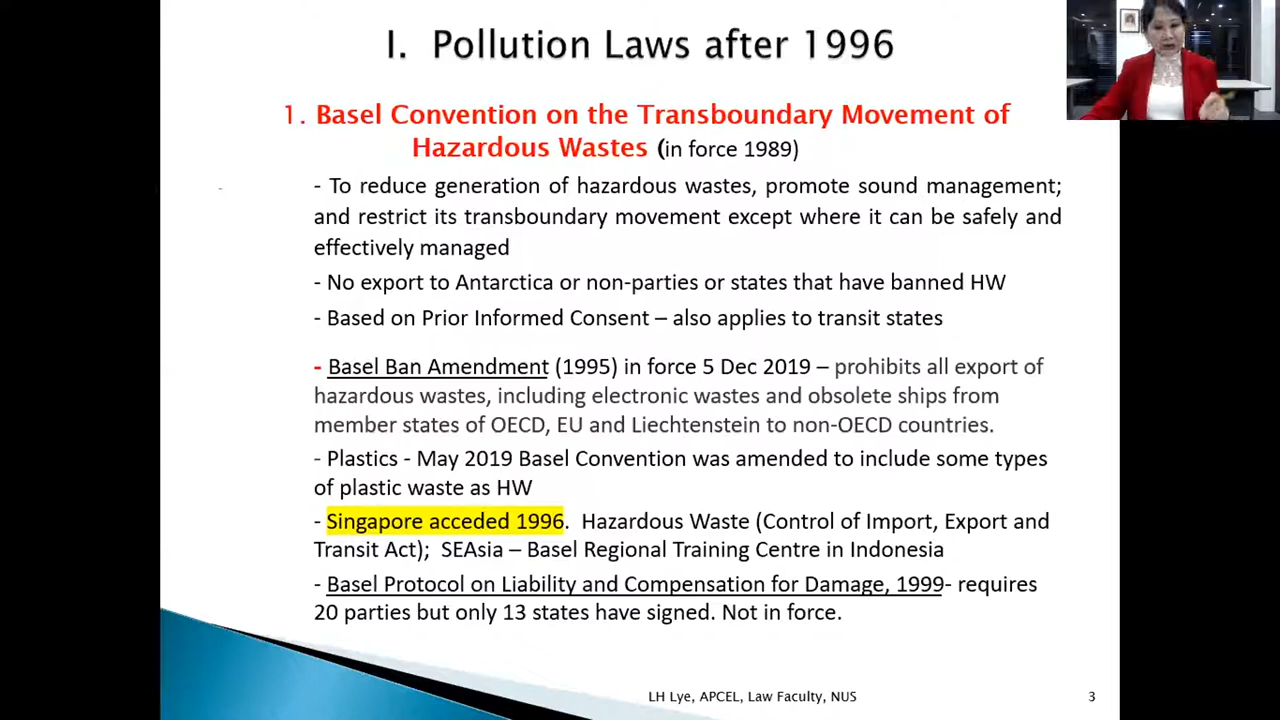 I. Pollution Laws after 1996
1. Basel Convention on the Transboundary Movement of
Hazardous Wastes (in force 1989)
- To reduce generation of hazardous wastes, promote sound management;
and restrict its transboundary movement except where it can be safely and
effectively managed
- No export to Antarctica or non-parties or states that have banned HW
- Based on Prior Informed Consent – also applies to transit states
- Basel Ban Amendment (1995) in force 5 Dec 2019 – prohibits all export of
hazardous wastes, including electronic wastes and obsolete ships from
member states of OECD, EU and Liechtenstein to non-OECD countries.
- Plastics - May 2019 Basel Convention was amended to include some types
of plastic waste as HW
- Singapore acceded 1996. Hazardous Waste (Control of Import, Export and
Transit Act); SEAsia – Basel Regional Training Centre in Indonesia
- Basel Protocol on Liability and Compensation for Damage, 1999- requires
20 parties but only 13 states have signed. Not in force.
LH Lye, APCEL, Law Faculty, NUS
3